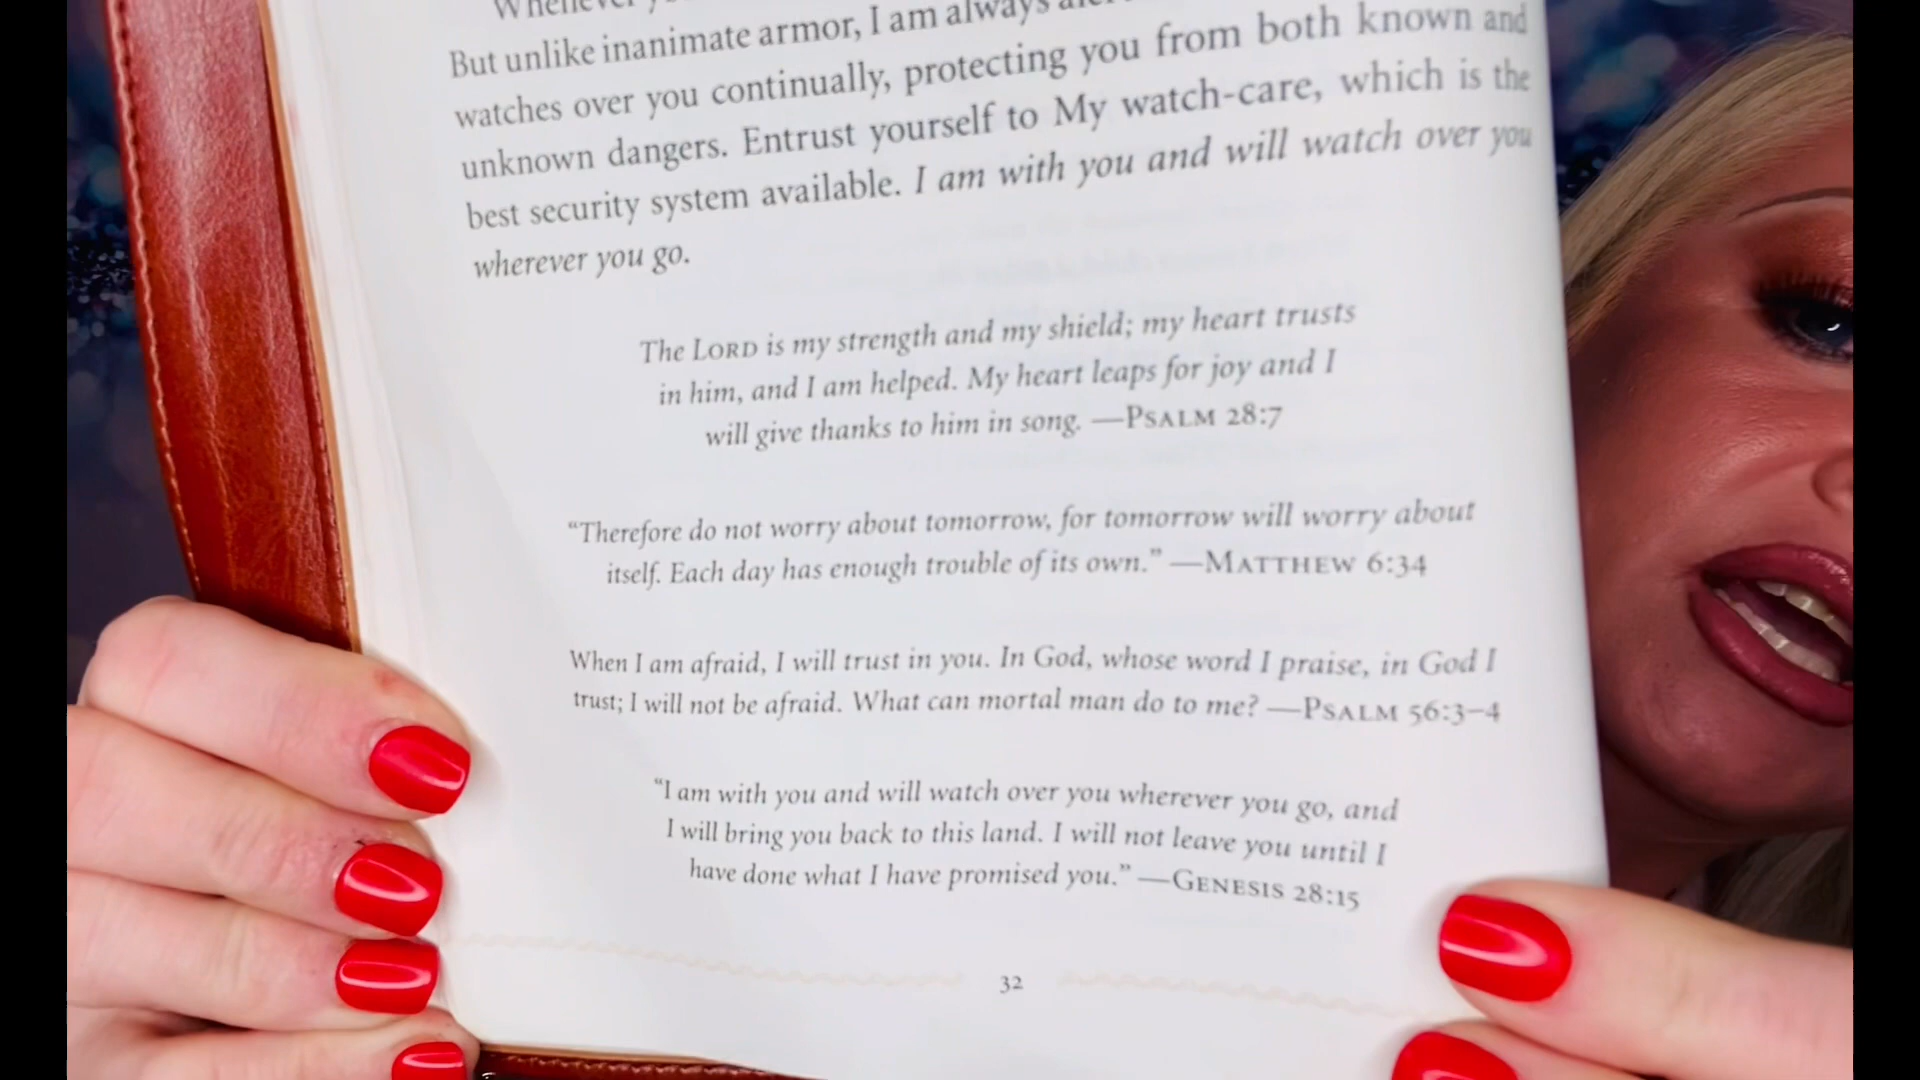 Whenever
But unlike inanimate armor, I am always
watches over you continually, protecting you from both known and
unknown dangers. Entrust yourself to My watch-care, which is the
best security system available. I am with you and will watch over you
wherever you go.
The LORD is my strength and my shield; my heart trusts
in him, and I am helped. My heart leaps for joy and I
will give thanks to him in song. —PSALM 28:7
“Therefore do not worry about tomorrow, for tomorrow will worry about
itself. Each day has enough trouble of its own.” —MATTHEW 6:34
When I am afraid, I will trust in you. In God, whose word I praise, in God I
trust; I will not be afraid. What can mortal man do to me? —PSALM 56:3–4
“I am with you and will watch over you wherever you go, and
I will bring you back to this land. I will not leave you until I
have done what I have promised you.” —GENESIS 28:15
32